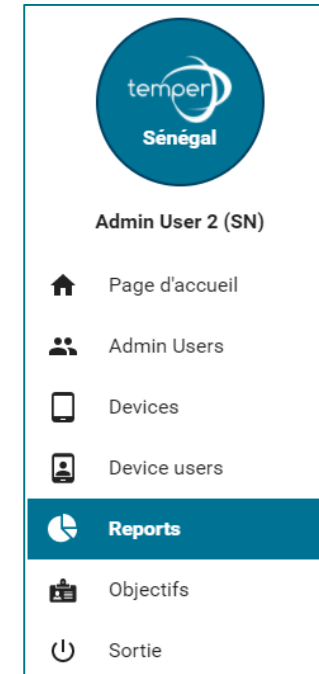 temper
Sénégal
Admin User 2 (SN)
Page d'accueil
Admin Users
Devices
Device users
Reports
Objectifs
Sortie